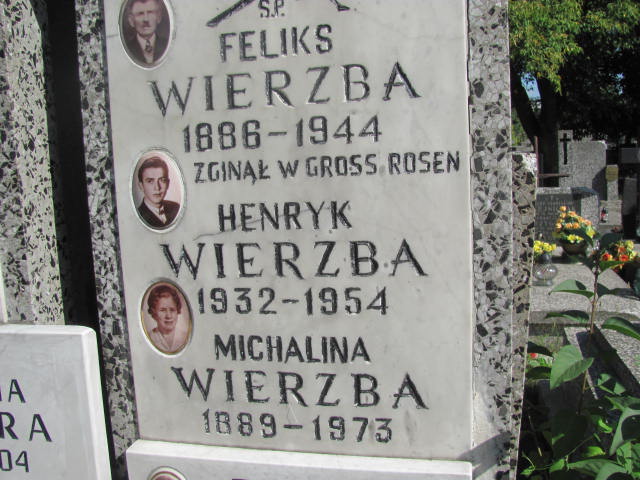 Ś.P.
FELIKS
WIERZBA
1886-1944
ZGINĄŁ W GROSS ROSEN
HENRYK
WIERZBA
1932-1954
MICHALINA
WIERZBA
1889-1973